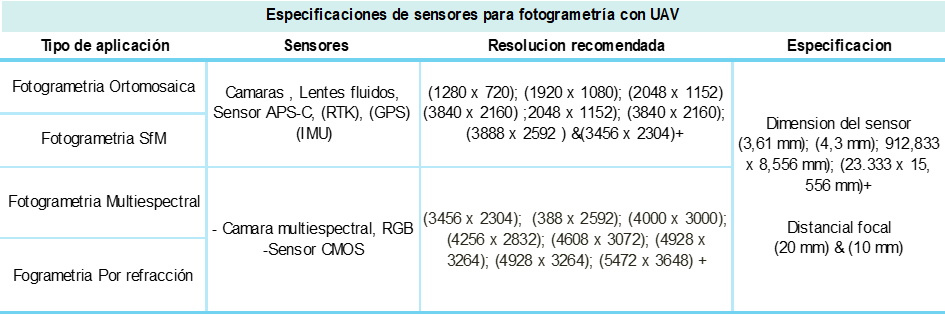 Especificaciones de sensores para fotogrametría con UAV
Tipo de aplicación Sensores Resolucion recomendada Especificacion
Fotogrametria Ortomosaica
Fotogrametria SfM
Camaras , Lentes fluidos,
Sensor APS-C, (RTK), (GPS)
(IMU)
(1280 x 720); (1920 x 1080); (2048 x 1152)
(3840 x 2160) ;2048 x 1152); (3840 x 2160);
(3888 x 2592 ) &(3456 x 2304)+
Fotogrametria Multiespectral
Fogrametria Por refracción
- Camara multiespectral, RGB
-Sensor CMOS
(3456 x 2304); (388 x 2592); (4000 x 3000);
(4256 x 2832); (4608 x 3072); (4928 x
3264); (4928 x 3264); (5472 x 3648) +
Dimension del sensor
(3,61 mm); (4,3 mm); 912,833
x 8,556 mm); (23.333 x 15,
556 mm)+
Distancial focal
(20 mm) & (10 mm)